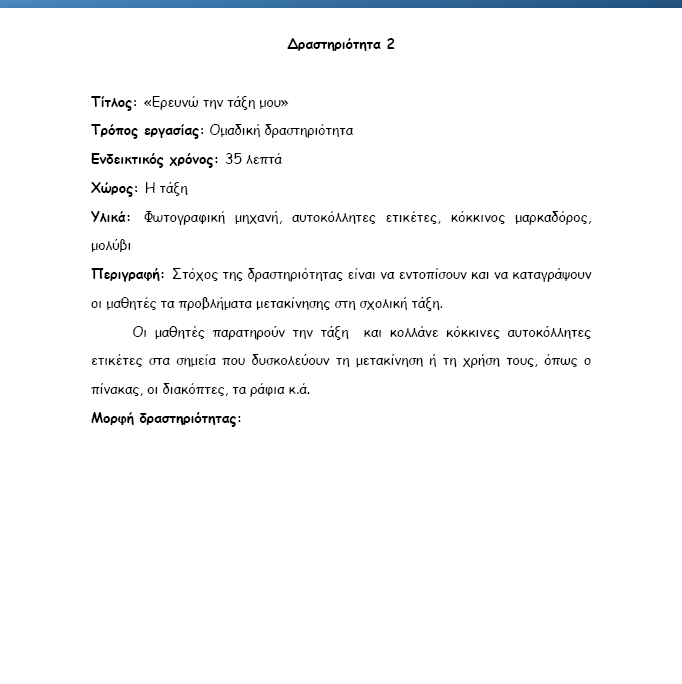 Δραστηριότητα 2
Τίτλος: «Ερευνώ την τάξη μου»
Τρόπος εργασίας: Ομαδική δραστηριότητα
Ενδεικτικός χρόνος: 35 λεπτά
Χώρος: Η τάξη
Υλικά: Φωτογραφική μηχανή, αυτοκόλλητες ετικέτες, κόκκινος μαρκαδόρος,
μολύβι
Περιγραφή: Στόχος της δραστηριότητας είναι να εντοπίσουν και να καταγράψουν
οι μαθητές τα προβλήματα μετακίνησης στη σχολική τάξη.
Οι μαθητές παρατηρούν την τάξη και κολλάνε κόκκινες αυτοκόλλητες
ετικέτες στα σημεία που δυσκολεύουν τη μετακίνηση ή τη χρήση τους, όπως ο
πίνακας, οι διακόπτες, τα ράφια κ.ά.
Μορφή δραστηριότητας: